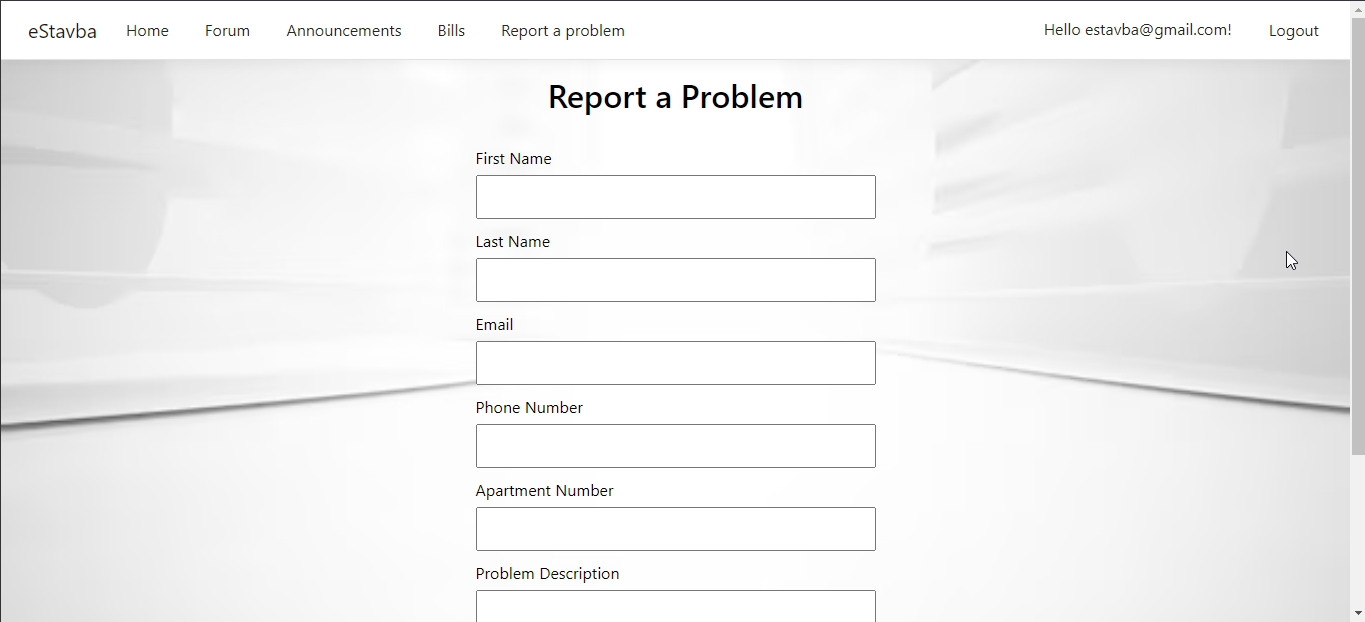 eStavba Home Forum Announcements Bills Report a problem Hello estavba@gmail.com! Logout
Report a Problem
First Name
Last Name
Email
Phone Number
Apartment Number
Problem Description